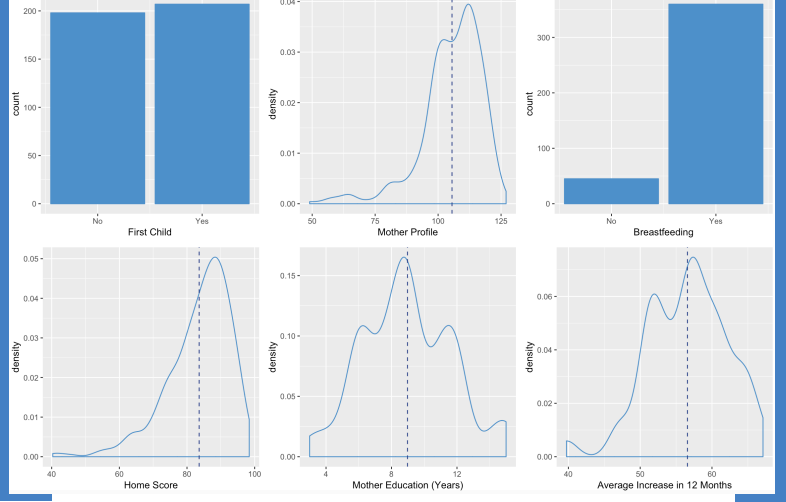 200
150
100
50
0
count
No
Yes
First Child
0.04
0.03
0.02
0.01
0.00
density
50
75
100
125
Mother Profile
300
200
100
0
count
No
Yes
Breastfeeding
0.05
0.04
0.03
0.02
0.01
0.00
density
40
60
80
100
Home Score
0.15
0.10
0.05
0.00
density
4
8
12
Mother Education (Years)
0.06
0.04
0.02
0.00
density
40
50
60
Average Increase in 12 Months